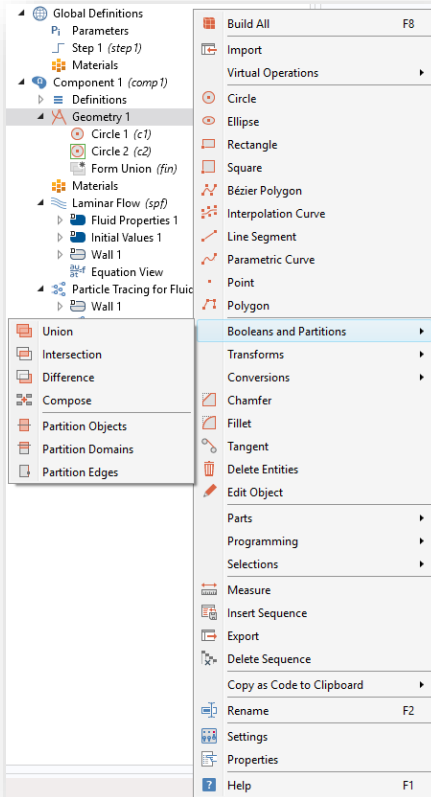 Global Definitions
Pi Parameters
Step 1 (step1)
Materials
Component 1 (comp1)
Definitions
Geometry 1
Circle 1 (c1)
Circle 2 (c2)
Form Union (fin)
Materials
Laminar Flow (spf)
Fluid Properties 1
Initial Values 1
Wall 1
Equation View
Particle Tracing for Fluid
Wall 1
Union
Intersection
Difference
Compose
Partition Objects
Partition Domains
Partition Edges
Build All F8
Import
Virtual Operations
Circle
Ellipse
Rectangle
Square
Bézier Polygon
Interpolation Curve
Line Segment
Parametric Curve
Point
Polygon
Booleans and Partitions
Transforms
Conversions
Chamfer
Fillet
Tangent
Delete Entities
Edit Object
Parts
Programming
Selections
Measure
Insert Sequence
Export
Delete Sequence
Copy as Code to Clipboard
Rename F2
Settings
Properties
? Help F1